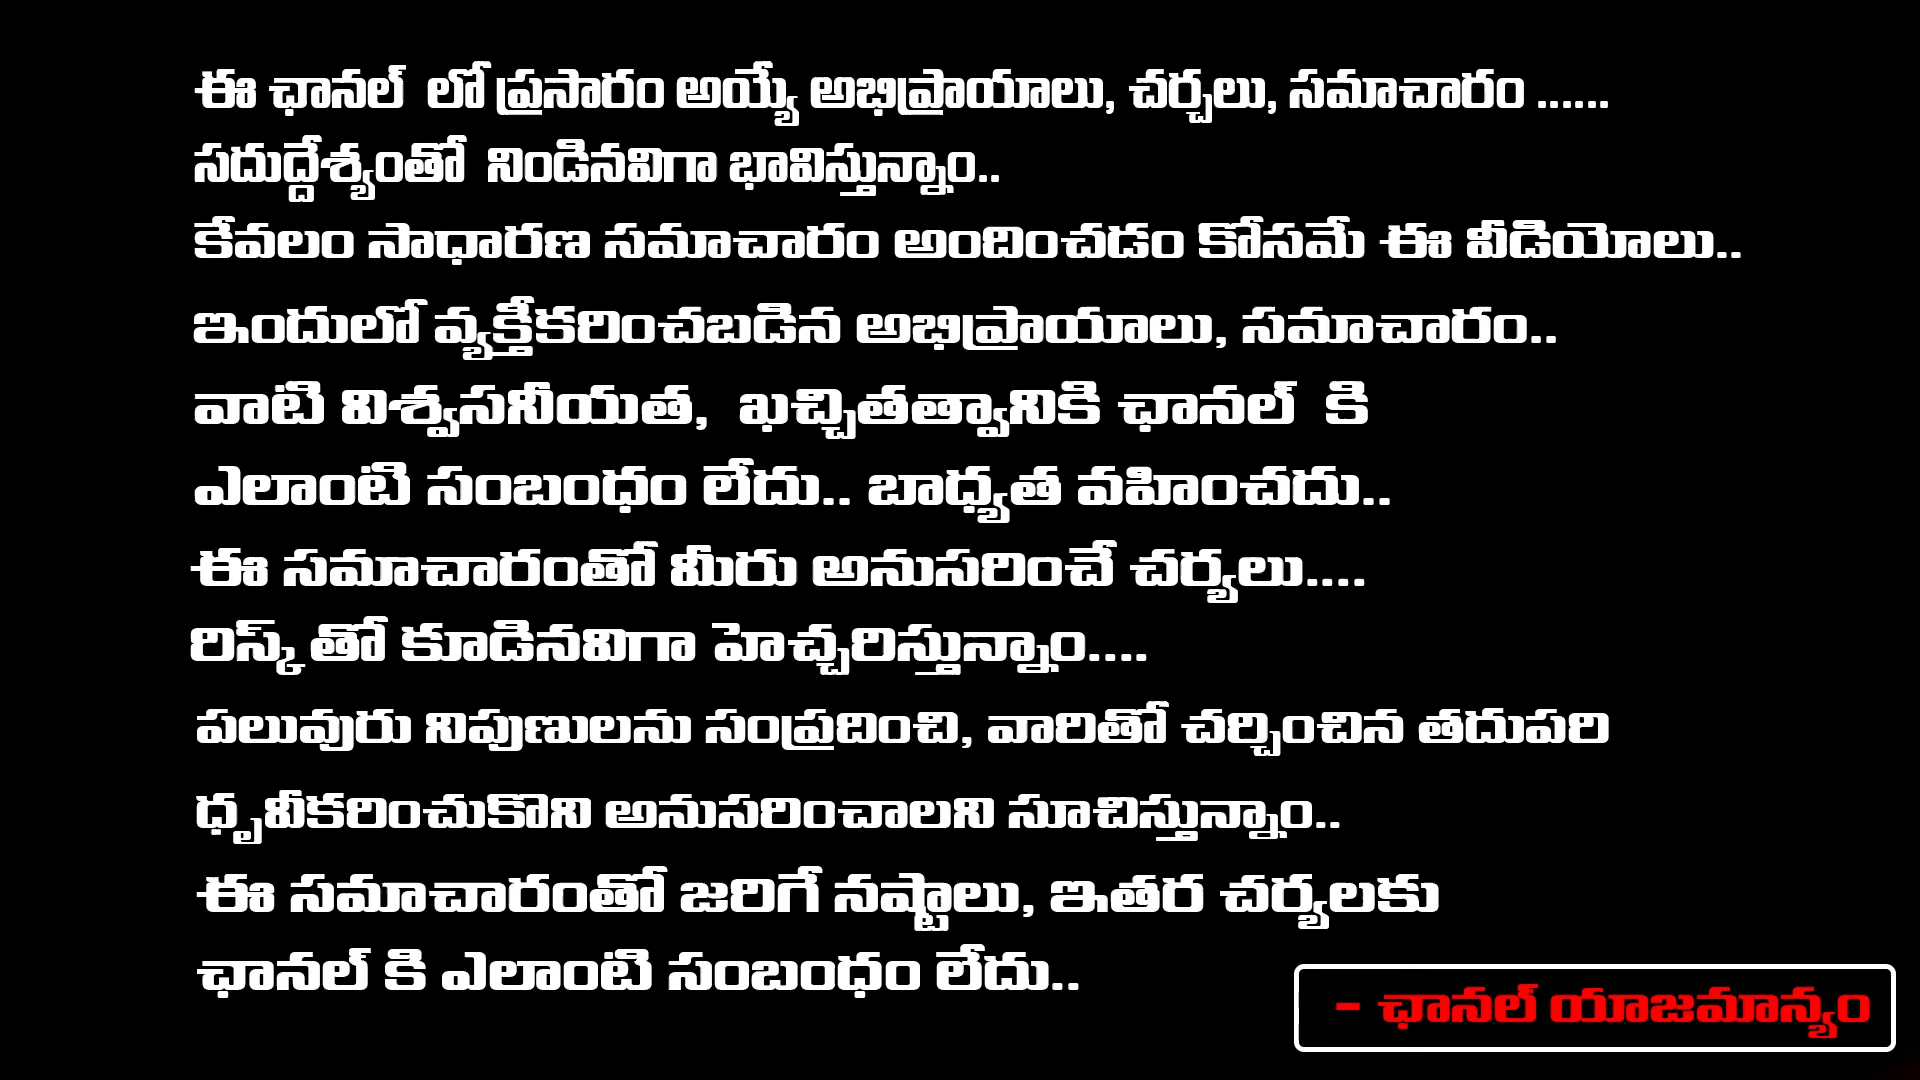 ఈ ఛానల్ లో ప్రసారం అయ్యే అభిప్రాయాలు, చర్చలు, సమాచారం ......
సదుద్దేశ్యంతో నిండినవిగా భావిస్తున్నాం..
కేవలం సాధారణ సమాచారం అందించడం కోసమే ఈ వీడియోలు..
ఇందులో వ్యక్తీకరించబడిన అభిప్రాయాలు, సమాచారం..
వాటి విశ్వసనీయత, ఖచ్చితత్వానికి ఛానల్ కి
ఎలాంటి సంబంధం లేదు.. బాధ్యత వహించదు..
ఈ సమాచారంతో మీరు అనుసరించే చర్యలు....
రిస్క్ తో కూడినవిగా హెచ్చరిస్తున్నాం....
పలువురు నిపుణులను సంప్రదించి, వారితో చర్చించిన తదుపరి
ధృవీకరించుకొని అనుసరించాలని సూచిస్తున్నాం..
ఈ సమాచారంతో జరిగే నష్టాలు, ఇతర చర్యలకు
ఛానల్ కి ఎలాంటి సంబంధం లేదు..
- ఛానల్ యాజమాన్యం